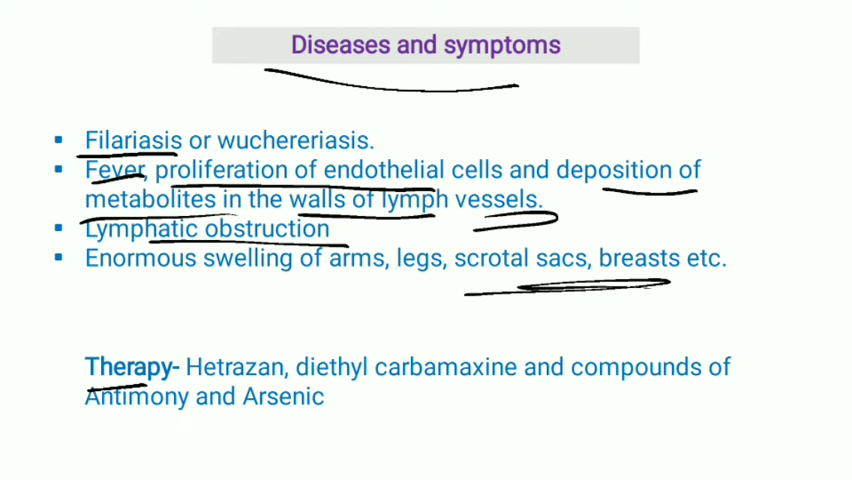 Diseases and symptoms
▪ Filariasis or wuchereriasis.
▪ Fever, proliferation of endothelial cells and deposition of
metabolites in the walls of lymph vessels.
▪ Lymphatic obstruction
▪ Enormous swelling of arms, legs, scrotal sacs, breasts etc.
Therapy- Hetrazan, diethyl carbamaxine and compounds of
Antimony and Arsenic